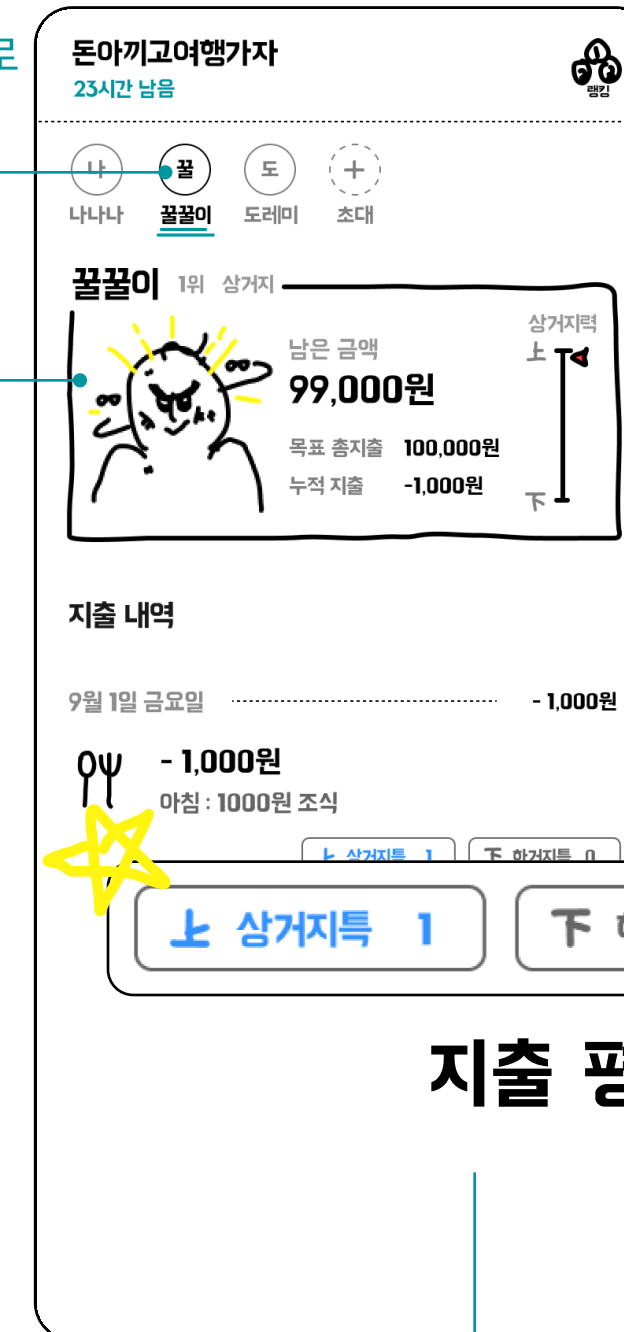 로
돈아끼고여행가자
23시간 남음
랭킹
나 꿀 도 +
나나나 꿀꿀이 도레미 초대
꿀꿀이 1위 상거지
상거지력
남은 금액
上
99,000원
목표 총지출 100,000원
누적 지출 -1,000원
下
지출 내역
9월 1일 금요일 - 1,000원
- 1,000원
아침 : 1000원 조식
上 상거지특 1 下 하거지특 0
上 상거지특 1 下
지출